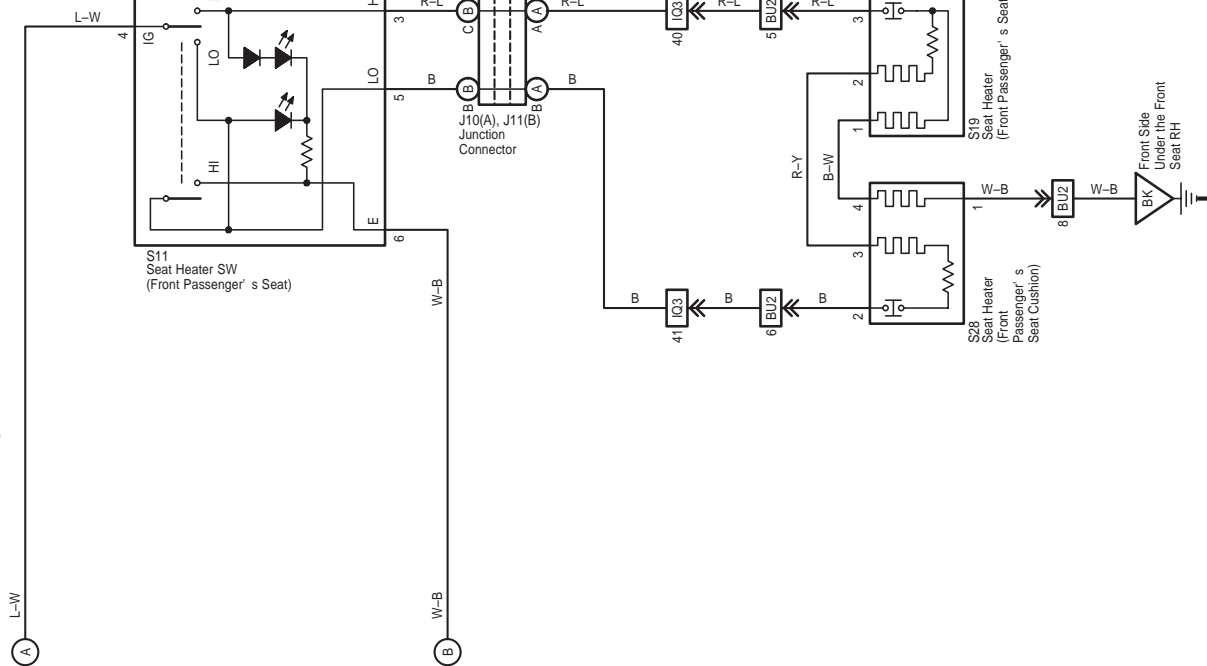 L–W
4
IG
LO
HI
3
R–L
B
C
A
A
R–L
IQ3
40
R–L
BU2
5
R–L
3
2
1
S19
Seat Heater
(Front Passenger' s Seat
LO
5
B
B
B
A
B
B
J10(A), J11(B)
Junction
Connector
E
6
S11
Seat Heater SW
(Front Passenger' s Seat)
W–B
R–Y
B–W
4
3
2
1
W–B
BU2
8
W–B
BK
Front Side
Under the Front
Seat RH
B
IQ3
41
B
BU2
6
B
S28
Seat Heater
(Front
Passenger' s
Seat Cushion)
L–W
A
W–B
B